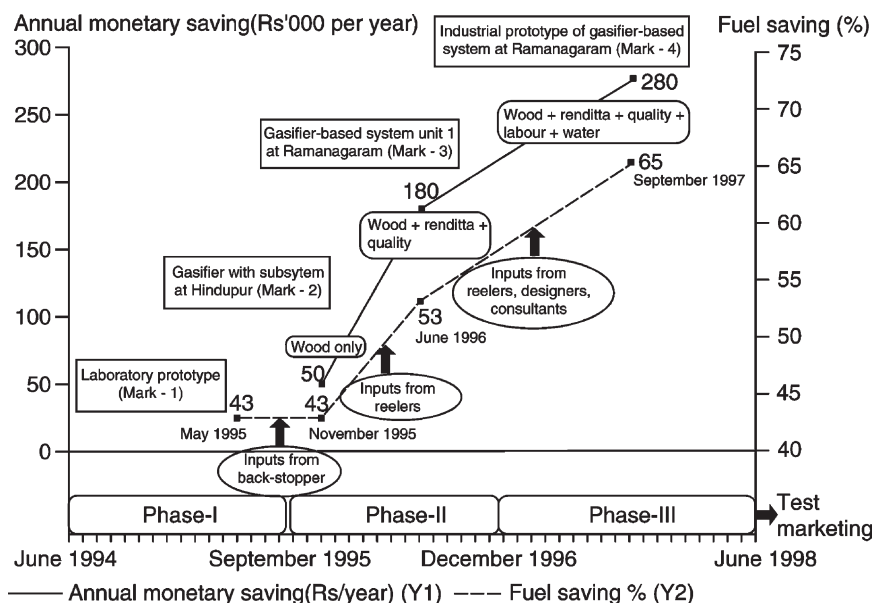 Annual monetary saving(Rs'000 per year)
Fuel saving (%)
Industrial prototype of gasifier-based
system at Ramanagaram (Mark - 4)
300
250
200
150
100
50
0
75
70
65
60
55
50
45
40
280
Wood + renditta + quality +
labour + water
Gasifier-based system unit 1
at Ramanagaram (Mark - 3)
65
September 1997
180
Wood + renditta +
quality
Gasifier with subsytem
at Hindupur (Mark - 2)
Inputs from
reelers, designers,
consultants
53
June 1996
Wood only
50
Laboratory prototype
(Mark - 1)
Inputs from
reelers
43
43
May 1995
November 1995
Inputs from
back-stopper
Phase-I
Phase-II
Phase-III
Test
marketing
June 1994
September 1995
December 1996
June 1998
Annual monetary saving(Rs/year) (Y1)
Fuel saving % (Y2)